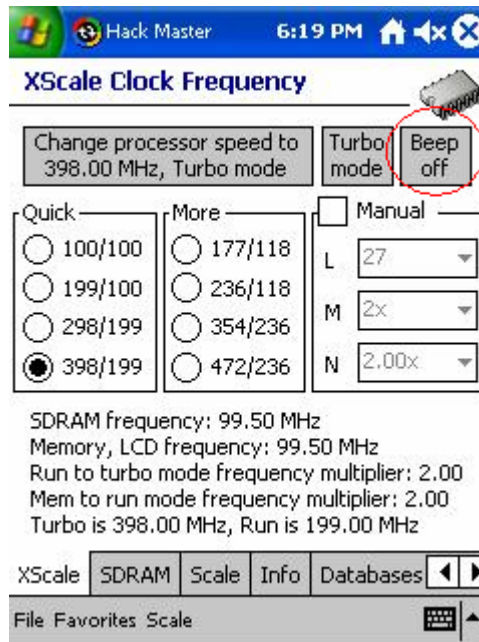 Hack Master 6:19 PM
XScale Clock Frequency
Change processor speed to
398.00 MHz, Turbo mode
Turbo
mode
Beep
off
Quick
100/100
199/100
298/199
398/199
More
177/118
236/118
354/236
472/236
Manual
L 27
M 2x
N 2.00x
SDRAM frequency: 99.50 MHz
Memory, LCD frequency: 99.50 MHz
Run to turbo mode frequency multiplier: 2.00
Mem to run mode frequency multiplier: 2.00
Turbo is 398.00 MHz, Run is 199.00 MHz
XScale SDRAM Scale Info Databases
File Favorites Scale